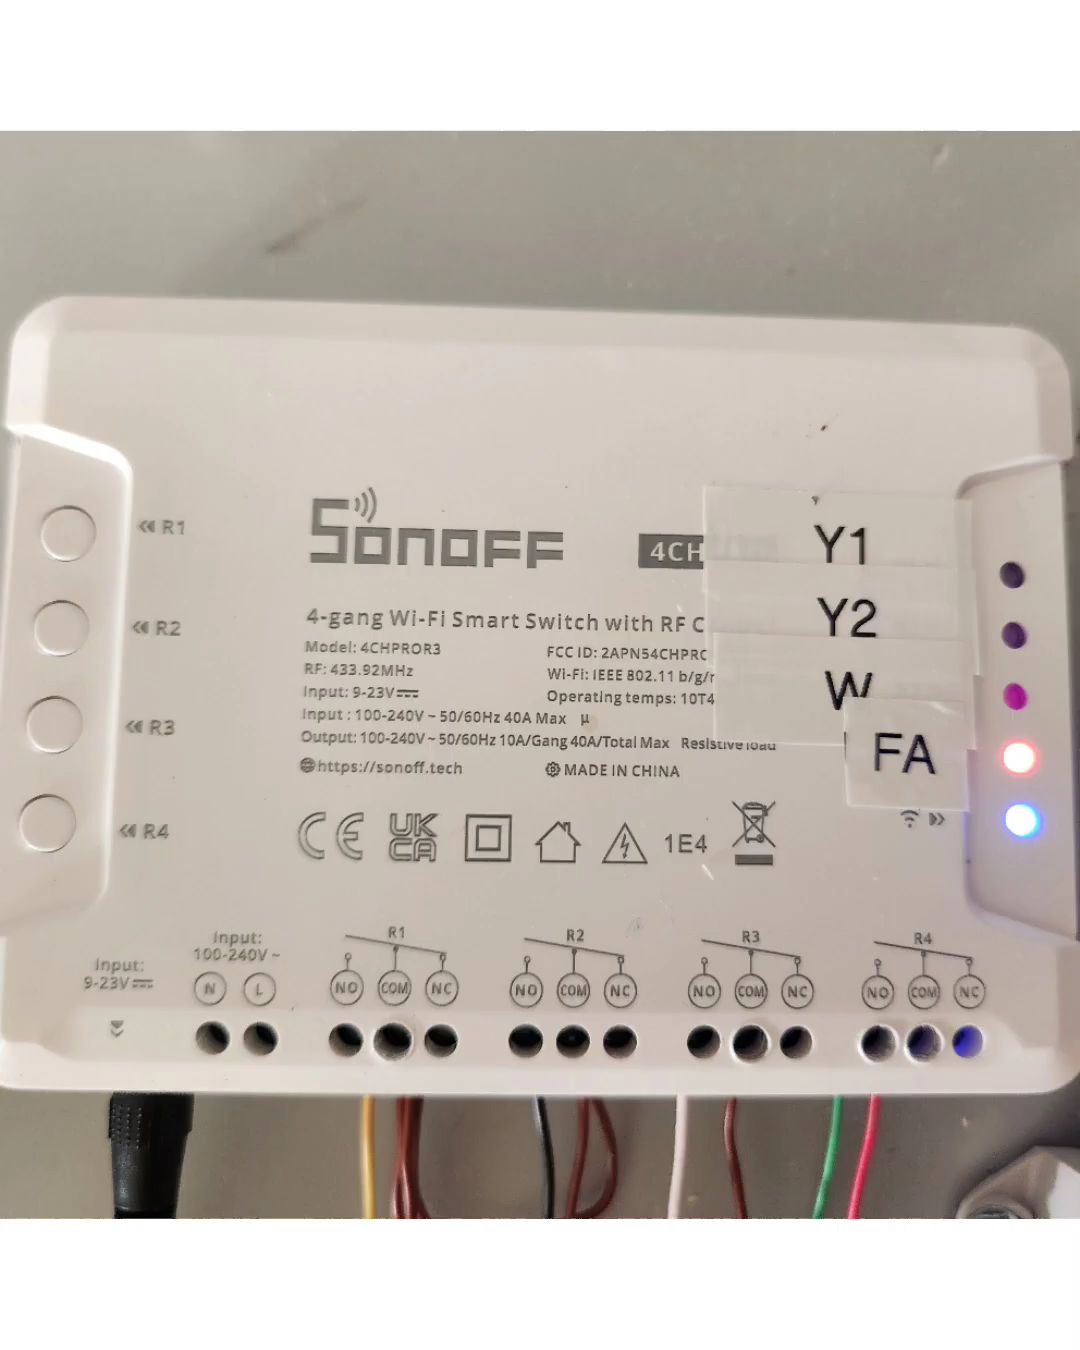 R1
R2
R3
R4
SONOFF
4CH
Y1
Y2
W
FA
4-gang Wi-Fi Smart Switch with RF C
Model: 4CHPROR3
RF: 433.92MHz
Input: 9-23V
Input : 100-240V ~ 50/60Hz 40A Max μ
Output: 100-240V ~ 50/60Hz 10A/Gang 40A/Total Max Resistive load
FCC ID: 2APN54CHPRO
Wi-Fi: IEEE 802.11 b/g/n
Operating temps: 10T4
https://sonoff.tech
MADE IN CHINA
CE
UK
CA
1E4
Input:
9-23V
Input:
100-240V ~
N L
R1
NO COM NC
R2
NO COM NC
R3
NO COM NC
R4
NO COM NC